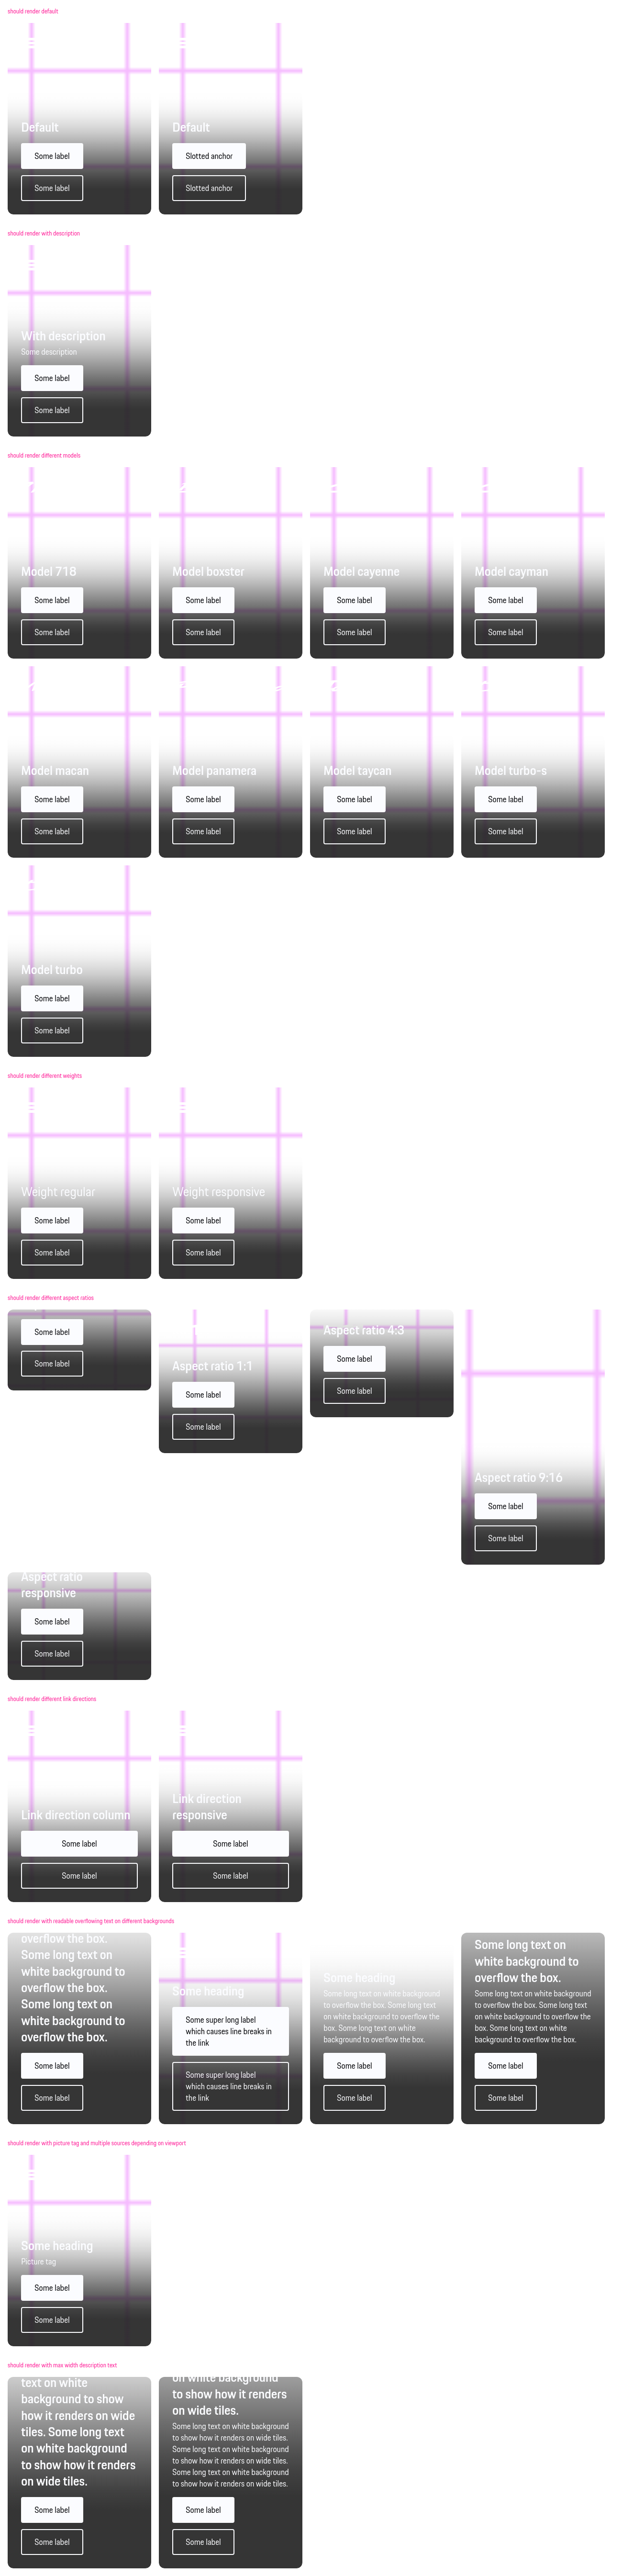 should render default
Default
Some label
Some label
Default
Slotted anchor
Slotted anchor
should render with description
With description
Some description
Some label
Some label
should render different models
Model 718
Some label
Some label
Model boxster
Some label
Some label
Model cayenne
Some label
Some label
Model cayman
Some label
Some label
Model macan
Some label
Some label
Model panamera
Some label
Some label
Model taycan
Some label
Some label
Model turbo-s
Some label
Some label
Model turbo
Some label
Some label
should render different weights
Weight regular
Some label
Some label
Weight responsive
Some label
Some label
should render different aspect ratios
Some label
Some label
Aspect ratio 1:1
Some label
Some label
Aspect ratio 4:3
Some label
Some label
Aspect ratio 9:16
Some label
Some label
Aspect ratio
responsive
Some label
Some label
should render different link directions
Link direction column
Some label
Some label
Link direction
responsive
Some label
Some label
should render with readable overflowing text on different backgrounds
overflow the box.
Some long text on
white background to
overflow the box.
Some long text on
white background to
overflow the box.
Some label
Some label
Some heading
Some super long label
which causes line breaks in
the link
Some super long label
which causes line breaks in
the link
Some heading
Some long text on white background
to overflow the box. Some long text
on white background to overflow the
box. Some long text on white
background to overflow the box.
Some label
Some label
Some long text on
white background to
overflow the box.
Some long text on white background
to overflow the box. Some long text
on white background to overflow the
box. Some long text on white
background to overflow the box.
Some label
Some label
should render with picture tag and multiple sources depending on viewport
Some heading
Picture tag
Some label
Some label
should render with max width description text
text on white
background to show
how it renders on wide
tiles. Some long text
on white background
to show how it renders
on wide tiles.
Some label
Some label
on white background
to show how it renders
on wide tiles.
Some long text on white background
to show how it renders on wide tiles.
Some long text on white background
to show how it renders on wide tiles.
Some long text on white background
to show how it renders on wide tiles.
Some label
Some label